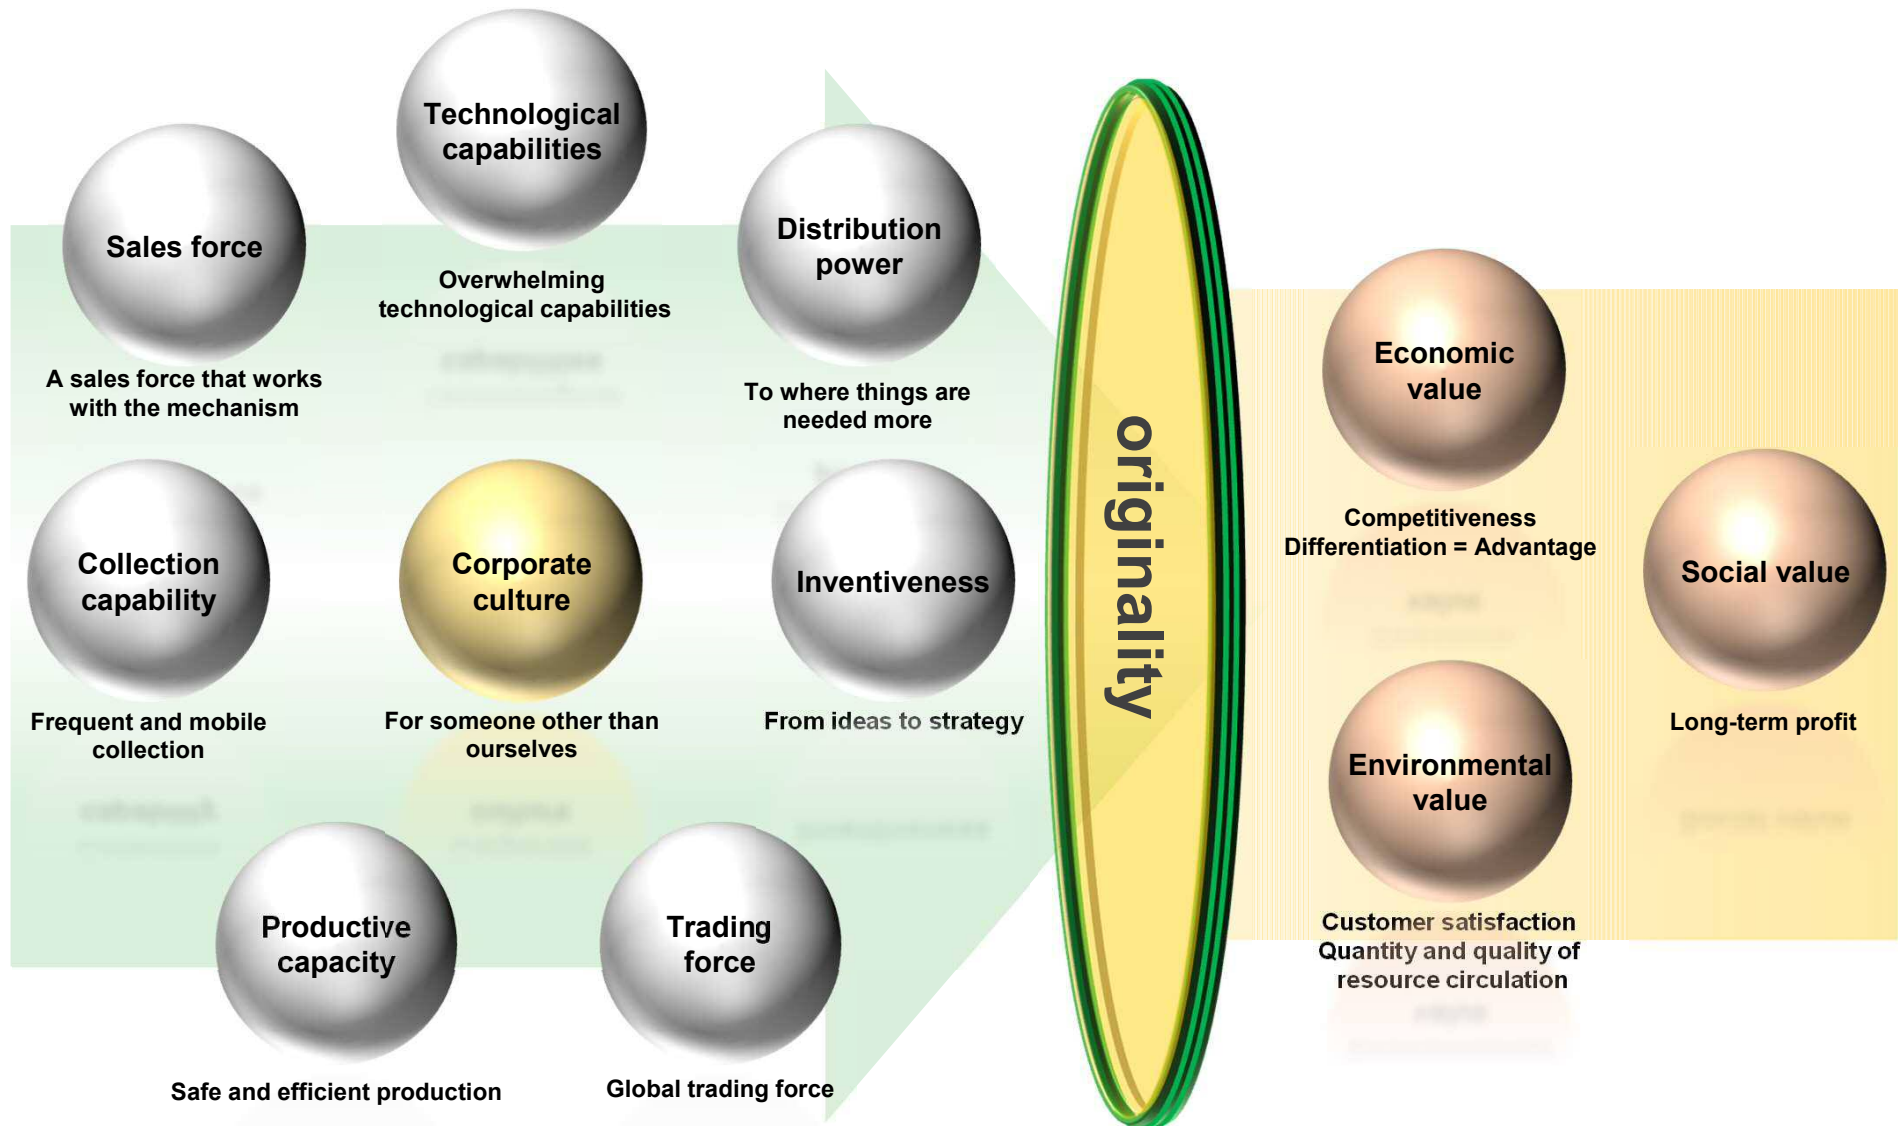 Technological
capabilities
Overwhelming
technological capabilities
Sales force
A sales force that works
with the mechanism
Distribution
power
To where things are
needed more
Collection
capability
Frequent and mobile
collection
Corporate
culture
For someone other than
ourselves
Inventiveness
From ideas to strategy
Productive
capacity
Safe and efficient production
Trading
force
Global trading force
originality
Economic
value
Competitiveness
Differentiation = Advantage
Social value
Long-term profit
Environmental
value
Customer satisfaction
Quantity and quality of
resource circulation